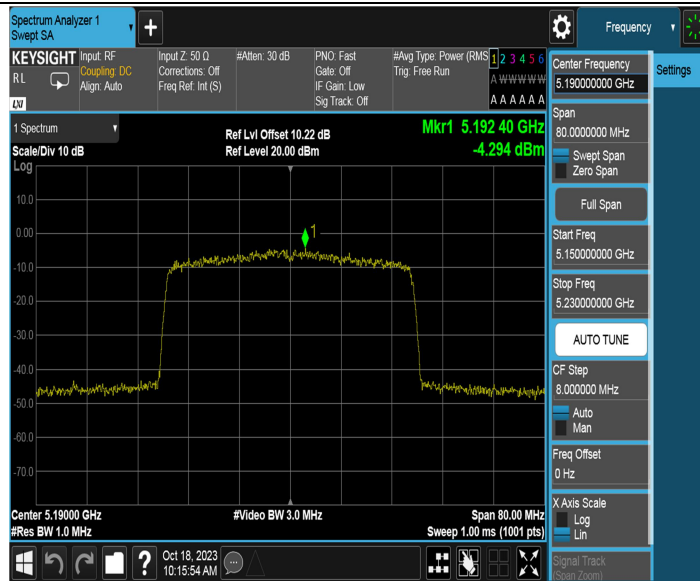 Spectrum Analyzer 1
Swept SA
Frequency
KEYSIGHT
RL
LXI
Input: RF
Coupling: DC
Align: Auto
Input Z: 50 Ω
Corrections: Off
Freq Ref: Int (S)
#Atten: 30 dB
PNO: Fast
Gate: Off
IF Gain: Low
Sig Track: Off
#Avg Type: Power (RMS
Trig: Free Run
1 2 3 4 5 6
A W W W W W
A A A A A A
1 Spectrum
Scale/Div 10 dB
Log
Ref Lvl Offset 10.22 dB
Ref Level 20.00 dBm
Mkr1 5.192 40 GHz
-4.294 dBm
10.0
0.00
-10.0
-20.0
-30.0
-40.0
-50.0
-60.0
-70.0
1
Center 5.19000 GHz
#Res BW 1.0 MHz
#Video BW 3.0 MHz
Span 80.00 MHz
Sweep 1.00 ms (1001 pts)
Oct 18, 2023
10:15:54 AM
Center Frequency
5.190000000 GHz
Settings
Span
80.0000000 MHz
Swept Span
Zero Span
Full Span
Start Freq
5.150000000 GHz
Stop Freq
5.230000000 GHz
AUTO TUNE
CF Step
8.000000 MHz
Auto
Man
Freq Offset
0 Hz
X Axis Scale
Log
Lin
Signal Track
(Span Zoom)